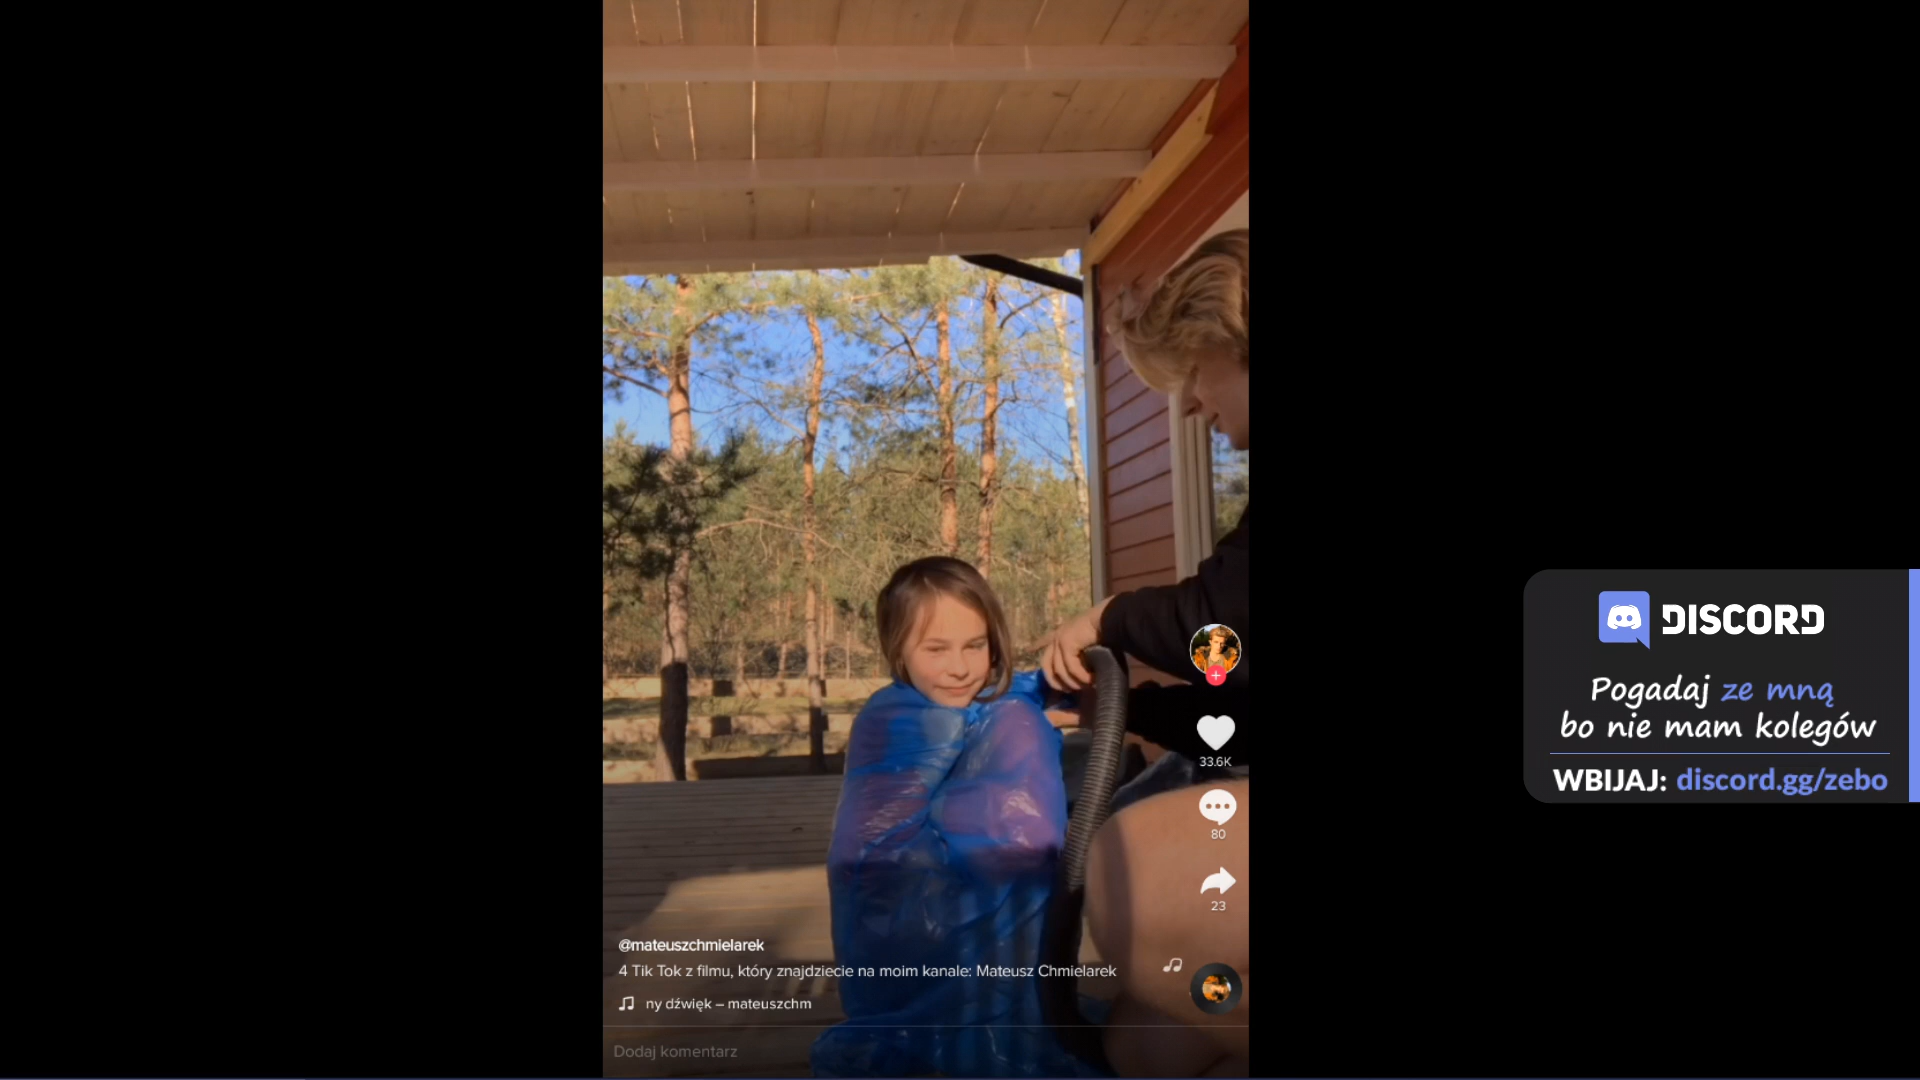 33.6K
80
23
@mateuszchmielarek
4 Tik Tok z filmu, który znajdziecie na moim kanale: Mateusz Chmielarek
ny dźwięk – mateuszchm
Dodaj komentarz
DISCORD
Pogadaj ze mną
bo nie mam kolegów
WBIJAJ: discord.gg/zebo